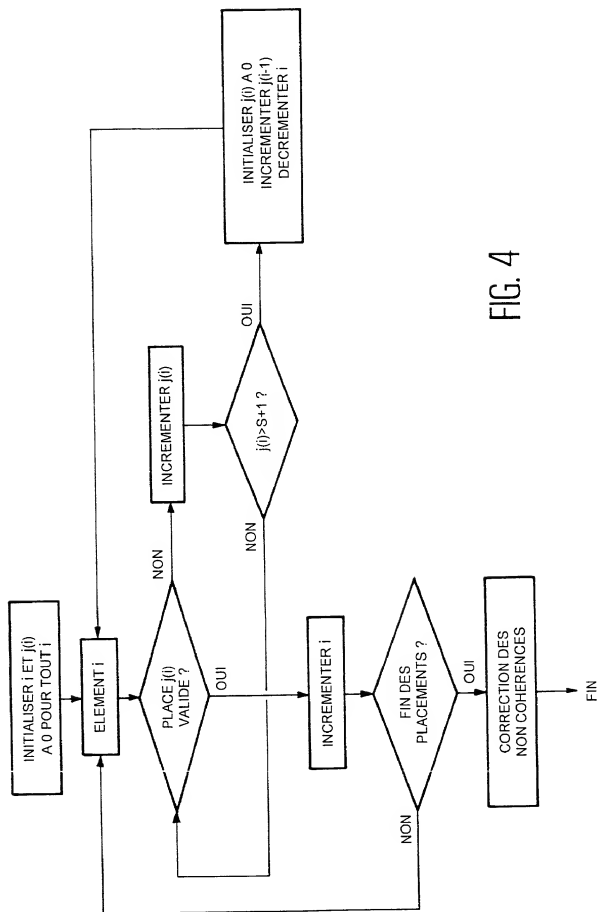 INITIALISER i ET j(i)
A 0 POUR TOUT i
ELEMENT i
PLACE j(i)
VALIDE ?
NON
OUI
INCREMENTER j(i)
j(i)>S+1 ?
OUI
NON
INITIALISER j(i) A 0
INCREMENTER j(i-1)
DECREMENTER i
INCREMENTER i
FIN DES
PLACEMENTS ?
NON
OUI
CORRECTION DES
NON COHERENCES
FIN
FIG. 4